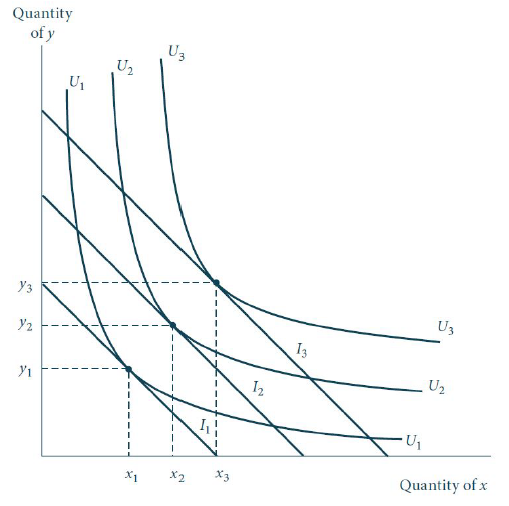 Quantity
of y
U₁
U₂
U₃
y₃
y₂
y₁
I₃
I₂
I₁
U₃
U₂
U₁
x₁
x₂
x₃
Quantity of x